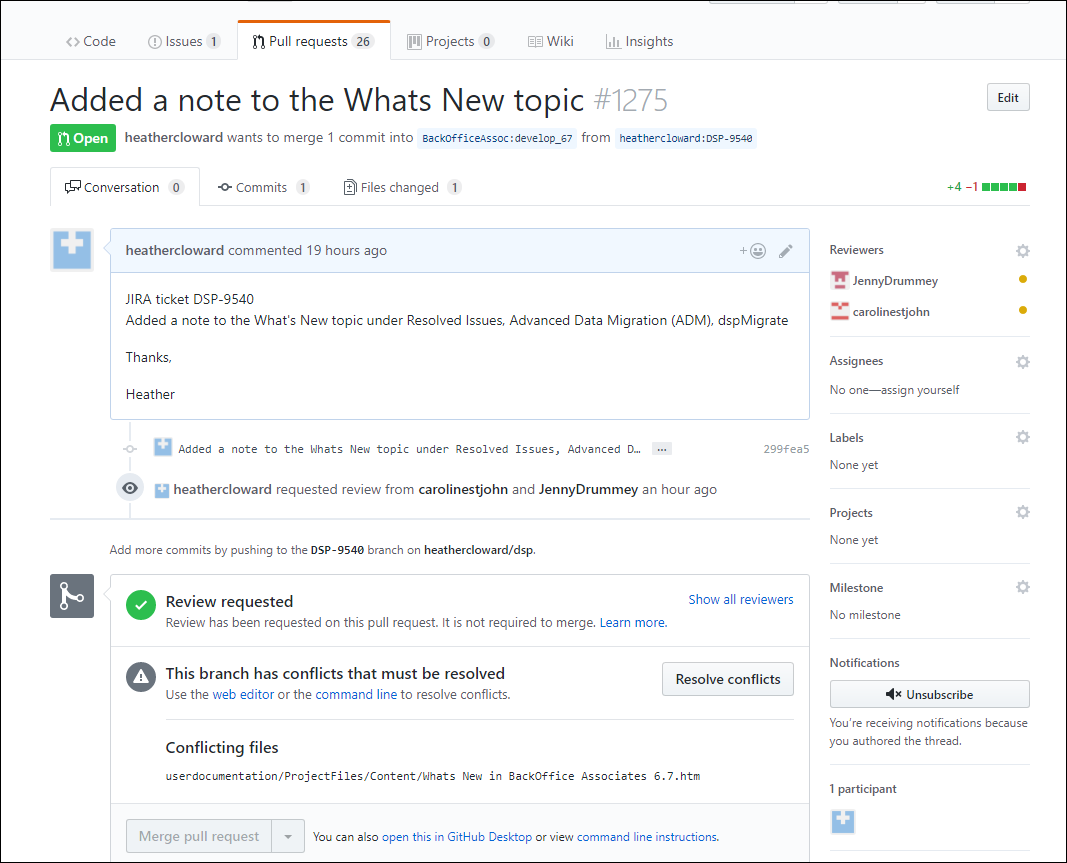 Code Issues 1 Pull requests 26 Projects 0 Wiki Insights
Added a note to the Whats New topic #1275 Edit
Open heathercloward wants to merge 1 commit into BackOfficeAssoc:develop_67 from heathercloward:DSP-9540
Conversation 0 Commits 1 Files changed 1 +4 −1
heathercloward commented 19 hours ago
JIRA ticket DSP-9540
Added a note to the What's New topic under Resolved Issues, Advanced Data Migration (ADM), dspMigrate
Thanks,
Heather
Added a note to the Whats New topic under Resolved Issues, Advanced D… ... 299fea5
heathercloward requested review from carolinestjohn and JennyDrummey an hour ago
Add more commits by pushing to the DSP-9540 branch on heathercloward/dsp.
Review requested
Show all reviewers
Review has been requested on this pull request. It is not required to merge. Learn more.
This branch has conflicts that must be resolved
Use the web editor or the command line to resolve conflicts.
Resolve conflicts
Conflicting files
userdocumentation/ProjectFiles/Content/Whats New in BackOffice Associates 6.7.htm
Merge pull request
You can also open this in GitHub Desktop or view command line instructions.
Reviewers
JennyDrummey
carolinestjohn
Assignees
No one—assign yourself
Labels
None yet
Projects
None yet
Milestone
No milestone
Notifications
Unsubscribe
You're receiving notifications because
you authored the thread.
1 participant